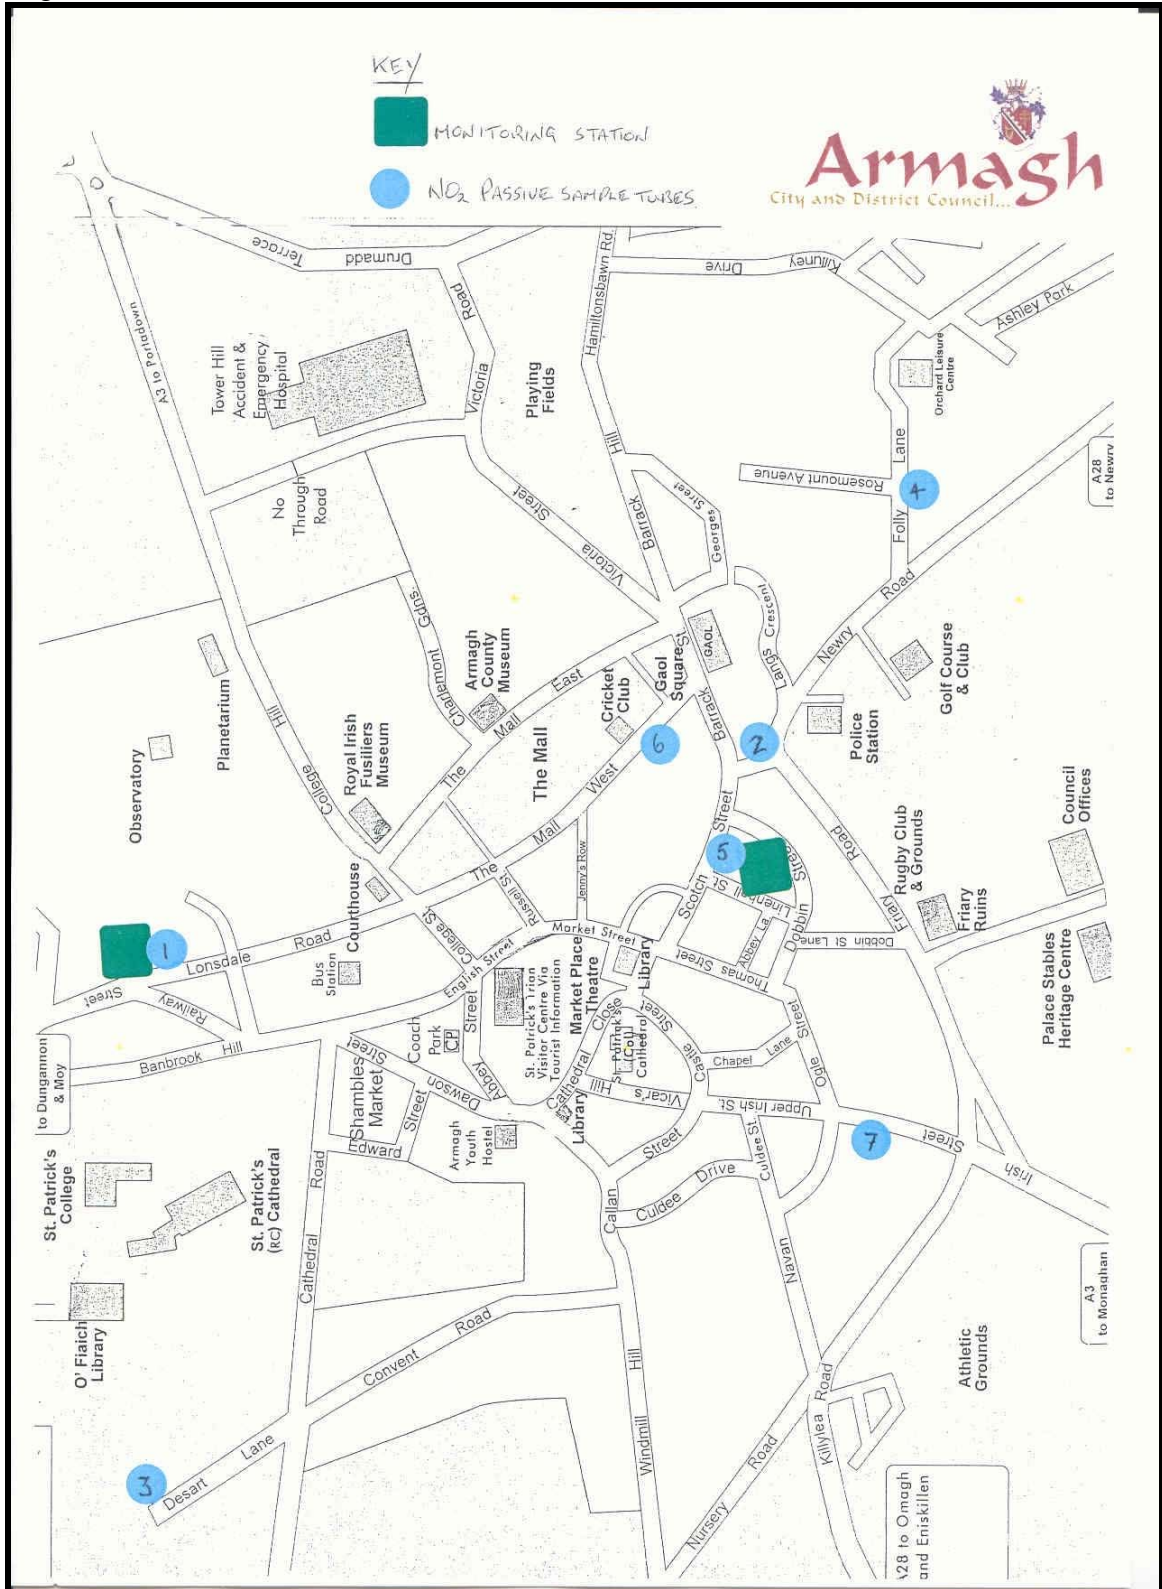 KEY
MONITORING STATION
NO2 PASSIVE SAMPLE TUBES
Armagh
City and District Council...
A3 to Portadown
Terrace
Drumadd
Road
Victoria
Hamiltonsbawn Rd.
Drive
Killuney
Ashley Park
Orchard Leisure
Centre
Tower Hill
Accident &
Emergency
Hospital
Playing
Fields
Hill
Barrack
Street
Georges
Rosemount Avenue
Lane
Folly
4
A28
to Newry
No
Through
Road
Street
Victoria
Charlemont Gdns.
Armagh
County
Museum
Planetarium
Observatory
College Hill
Royal Irish
Fusiliers
Museum
The Mall East
The Mall
Cricket
Club
Gaol
Square
GAOL
Barrack St.
Langs Crescent
Newry Road
Golf Course
& Club
Police
Station
2
6
The Mall West
Jenny's Row
Russell St.
Courthouse
College St.
1
Lonsdale Road
Bus
Station
Railway Street
English Street
Market Street
Market Place
Theatre
Library
Scotch Street
5
Linenhall St.
Dobbin Street
Abbey La.
Thomas Street
Dobbin St Lane
Friary Road
Rugby Club
& Grounds
Friary
Ruins
Council
Offices
Palace Stables
Heritage Centre
to Dungannon
& Moy
Banbrook Hill
Coach
Park
CP
Abbey Street
St. Patrick's Trian
Visitor Centre Via
Tourist Information
Cathedral Close
St. Patrick's
(CoI)
Cathedral
Castle Street
Chapel Lane
Ogle Street
Vicar's Hill
Upper Irish St.
Shambles
Market
Dawson Street
Edward Street
Armagh
Youth
Hostel
Library
Callan Street
Culdee Drive
Culdee St.
7
Irish Street
St. Patrick's
College
St. Patrick's
(RC) Cathedral
O' Fiaich
Library
Cathedral Road
Convent Road
Navan
Windmill Hill
A3
to Monaghan
Athletic
Grounds
3
Desart Lane
Nursery Road
Killylea Road
A28 to Omagh
and Eniskillen